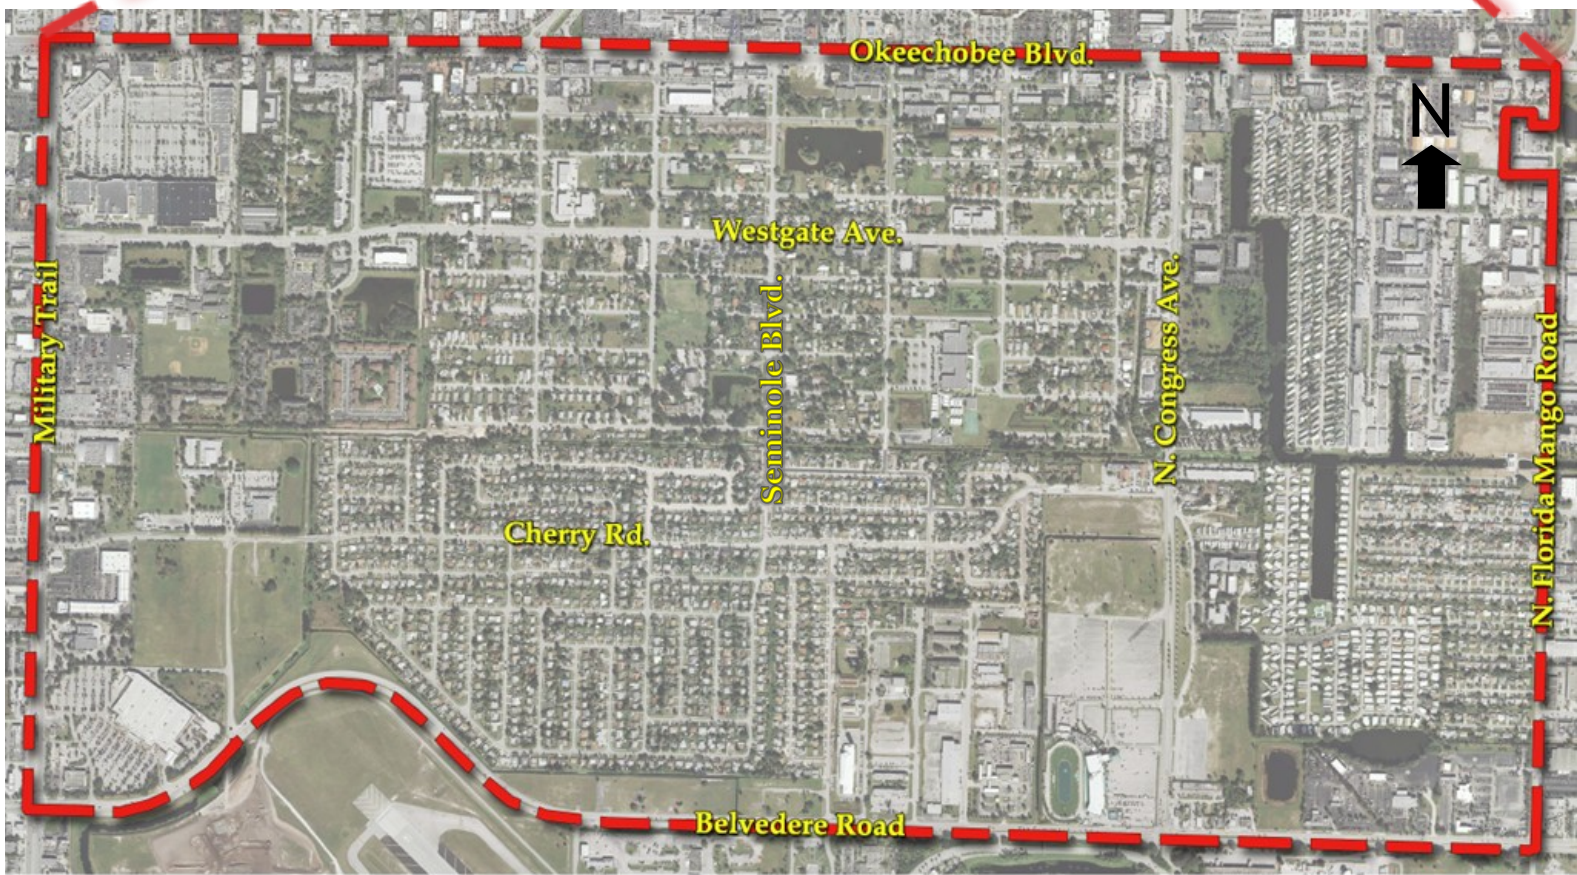 Okeechobee Blvd.
N
Westgate Ave.
Military Trail
Seminole Blvd.
N. Congress Ave.
N. Florida Mango Road
Cherry Rd.
Belvedere Road